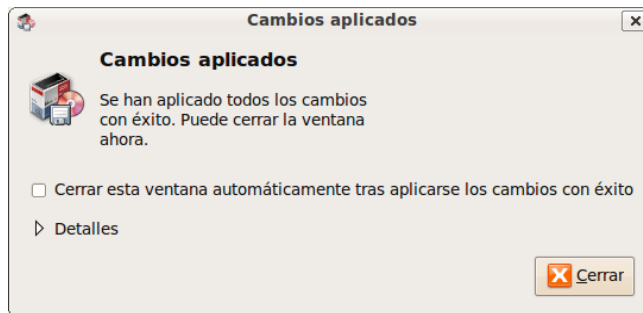 Cambios aplicados
Cambios aplicados
Se han aplicado todos los cambios
con éxito. Puede cerrar la ventana
ahora.
Cerrar esta ventana automáticamente tras aplicarse los cambios con éxito
Detalles
Cerrar